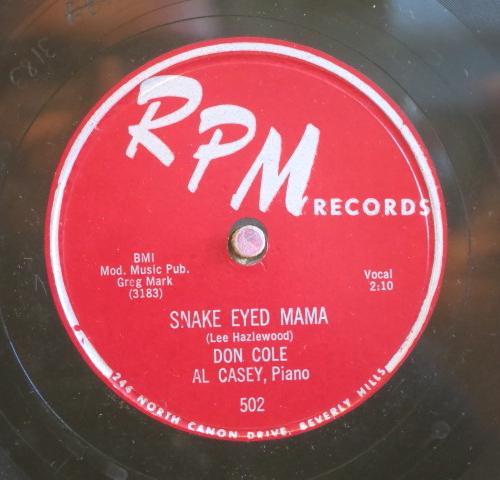 3183
RPM
RECORDS
BMI
Mod. Music Pub.
Greg Mark
(3183)
Vocal
2:10
SNAKE EYED MAMA
(Lee Hazlewood)
DON COLE
AL CASEY, Piano
502
244 NORTH CANON DRIVE, BEVERLY HILLS